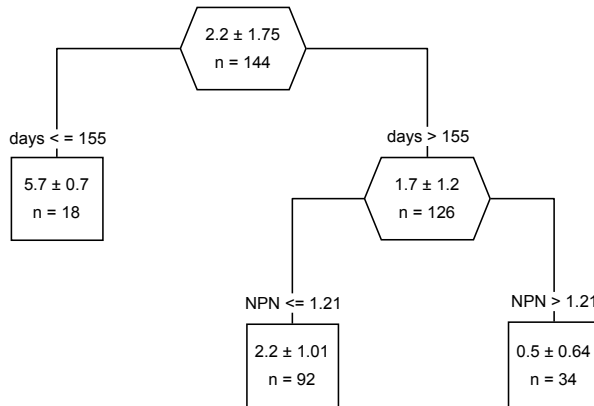 2.2 ± 1.75
n = 144
days < = 155
days > 155
5.7 ± 0.7
n = 18
1.7 ± 1.2
n = 126
NPN <= 1.21
NPN > 1.21
2.2 ± 1.01
n = 92
0.5 ± 0.64
n = 34